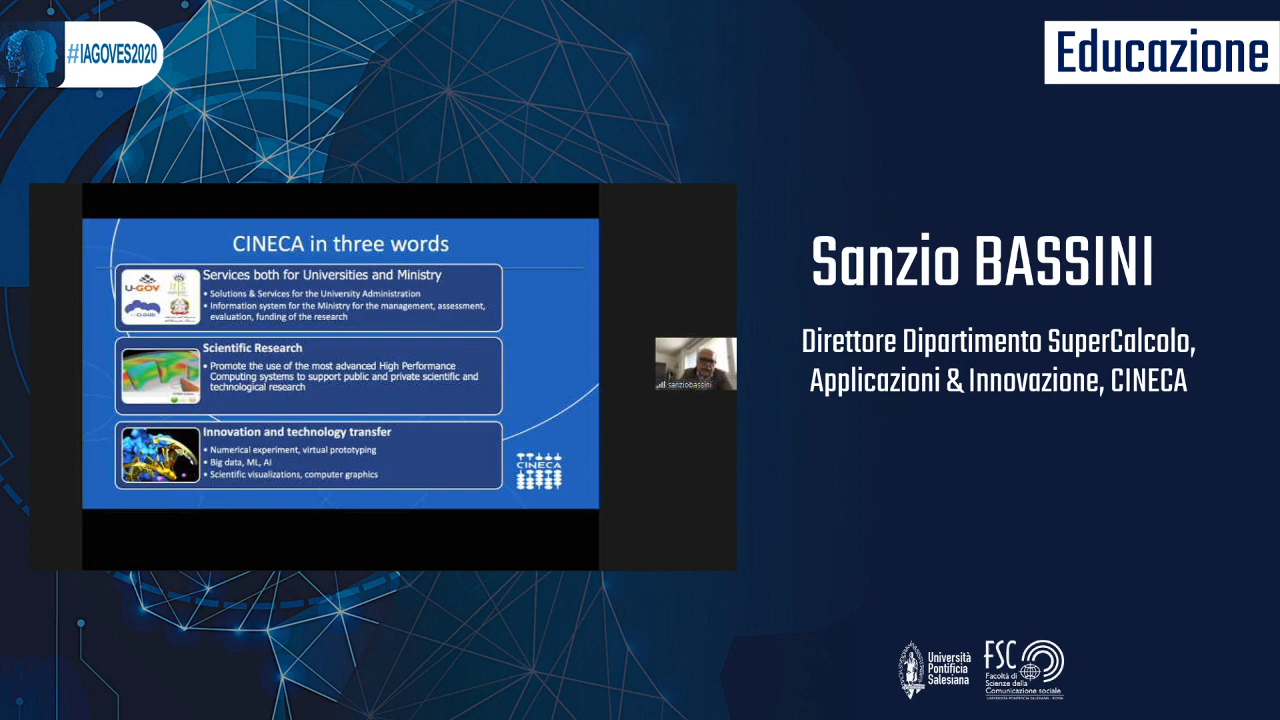 #IAGOVES2020
Educazione
CINECA in three words
Services both for Universities and Ministry
• Solutions & Services for the University Administration
• Information system for the Ministry for the management, assessment,
evaluation, funding of the research
U-GOV
Scientific Research
• Promote the use of the most advanced High Performance
Computing systems to support public and private scientific and
technological research
Innovation and technology transfer
• Numerical experiment, virtual prototyping
• Big data, ML, AI
• Scientific visualizations, computer graphics
CINECA
sanziobassini
Sanzio BASSINI
Direttore Dipartimento SuperCalcolo,
Applicazioni & Innovazione, CINECA
Università
Pontificia
Salesiana
FSC
Facoltà di
Scienze della
Comunicazione sociale